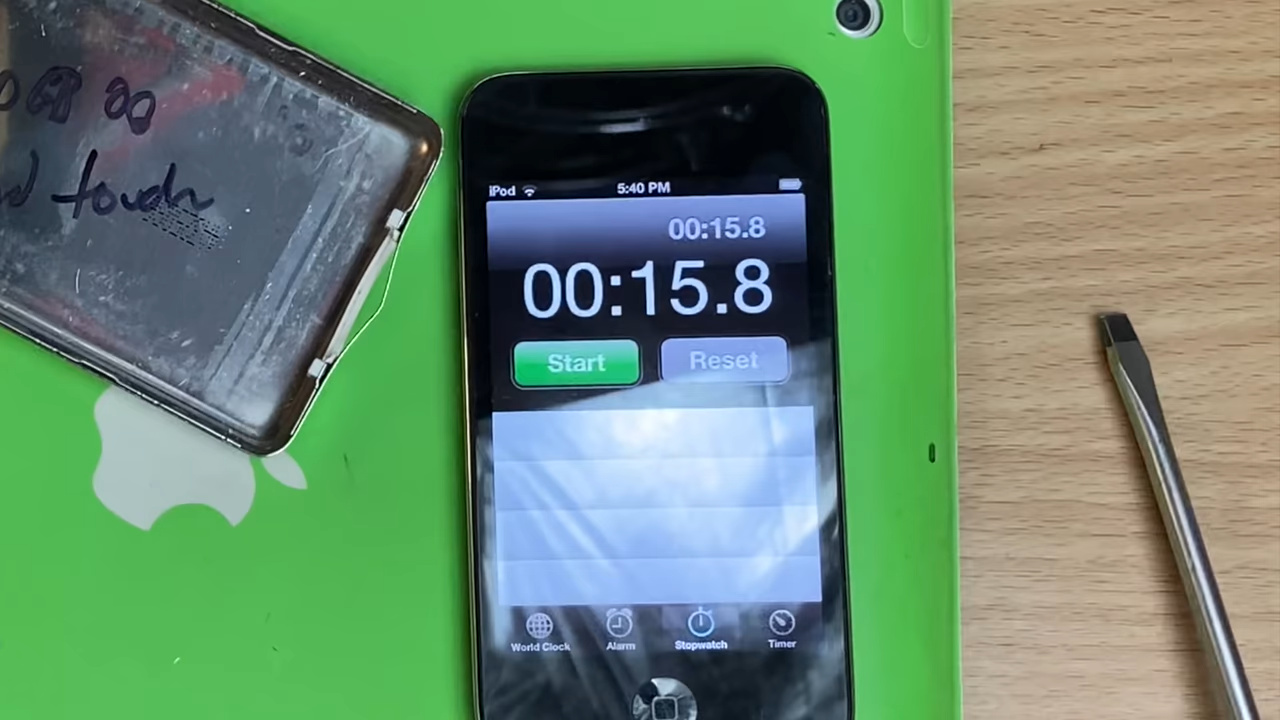 touch
iPod 5:40 PM
00:15.8
00:15.8
Start Reset
World Clock Alarm Stopwatch Timer